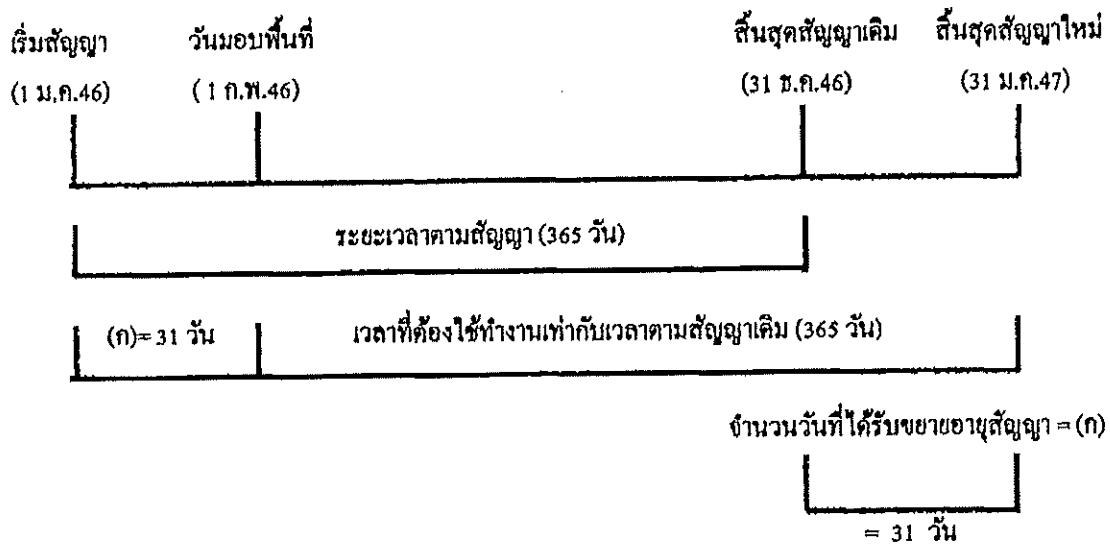 เริ่มสัญญา วันมอบพื้นที่ สิ้นสุดสัญญาเดิม สิ้นสุดสัญญาใหม่
(1 ม.ค.46) (1 ก.พ.46) (31 ธ.ค.46) (31 ม.ค.47)
ระยะเวลาตามสัญญา (365 วัน)
(ก)= 31 วัน เวลาที่ต้องใช้ทำงานเท่ากับเวลาตามสัญญาเดิม (365 วัน)
จำนวนวันที่ได้รับขยายอายุสัญญา = (ก)
= 31 วัน